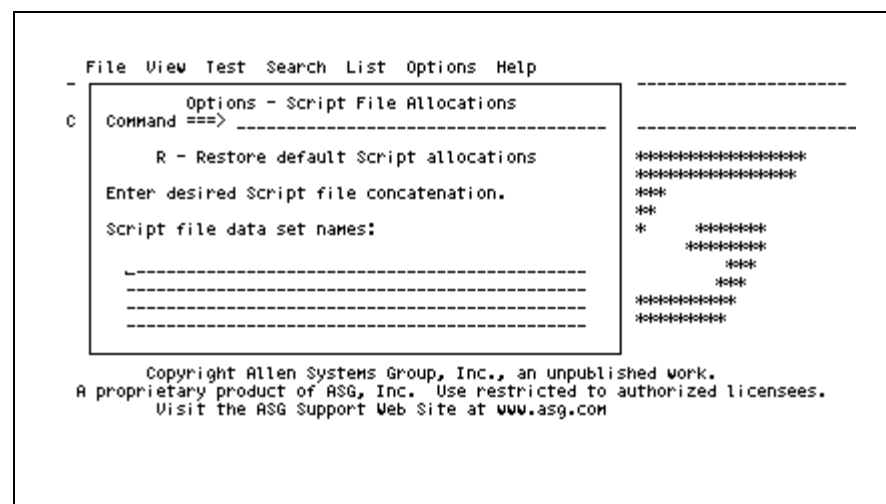 File View Test Search List Options Help
Options - Script File Allocations
C Command ===>
R - Restore default Script allocations
Enter desired Script file concatenation.
Script file data set names:
Copyright Allen Systems Group, Inc., an unpublished work.
A proprietary product of ASG, Inc. Use restricted to authorized licensees.
Visit the ASG Support Web Site at www.asg.com